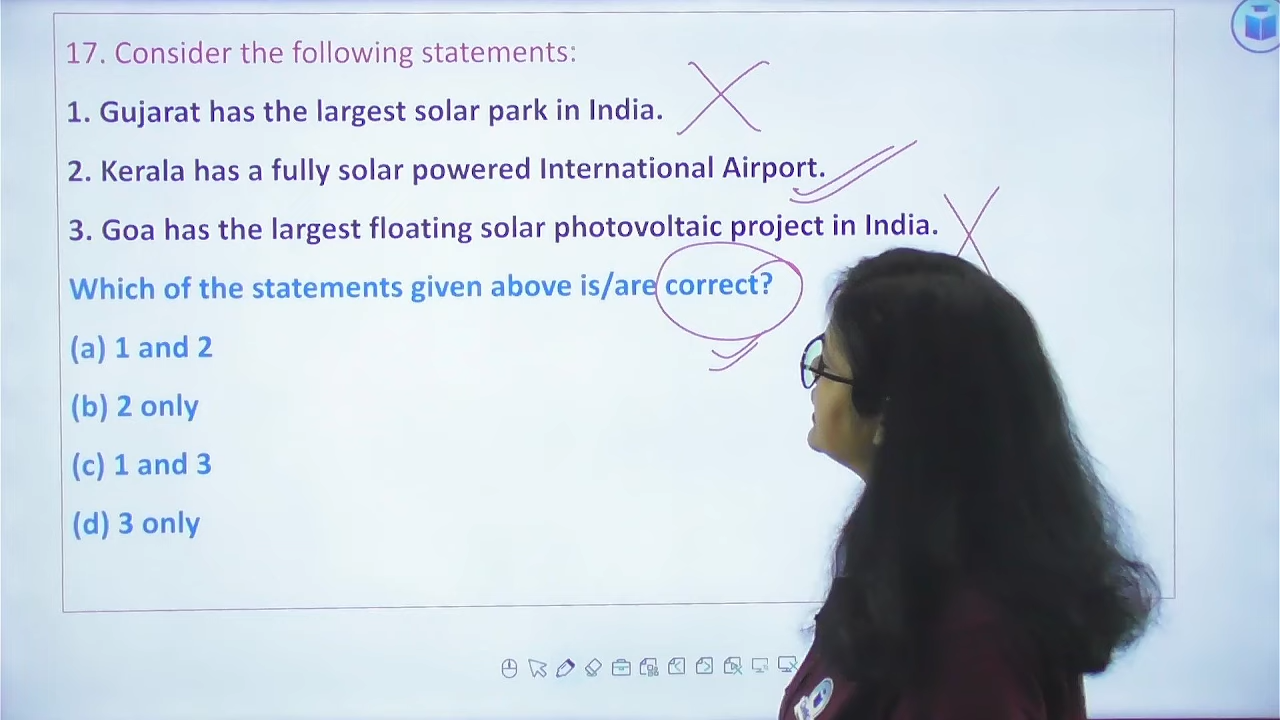 17. Consider the following statements:
1. Gujarat has the largest solar park in India.
2. Kerala has a fully solar powered International Airport.
3. Goa has the largest floating solar photovoltaic project in India.
Which of the statements given above is/are correct?
(a) 1 and 2
(b) 2 only
(c) 1 and 3
(d) 3 only